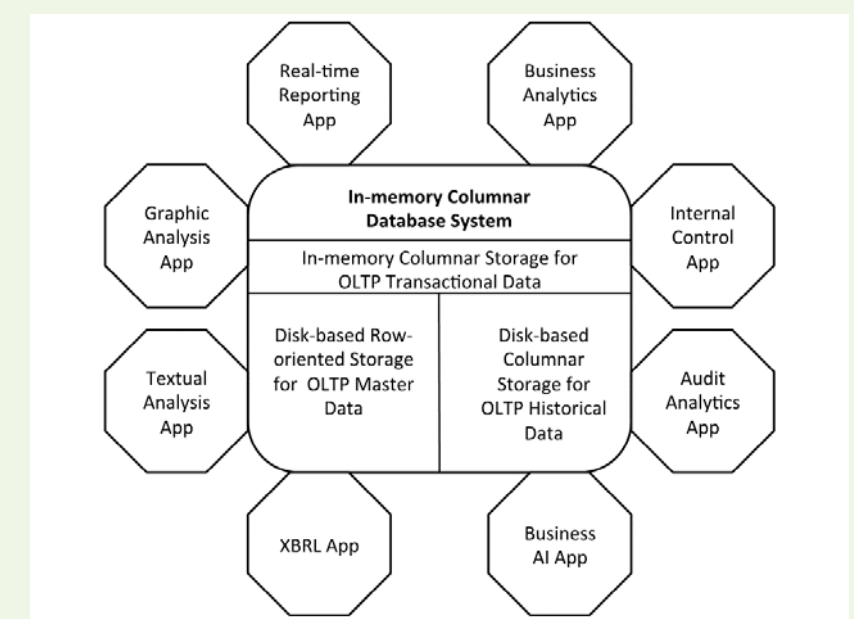 Real-time
Reporting
App
Business
Analytics
App
Graphic
Analysis
App
In-memory Columnar
Database System
Internal
Control
App
In-memory Columnar Storage for
OLTP Transactional Data
Disk-based Row-
oriented Storage
for OLTP Master
Data
Disk-based
Columnar
Storage for
OLTP Historical
Data
Textual
Analysis
App
Audit
Analytics
App
XBRL App
Business
AI App